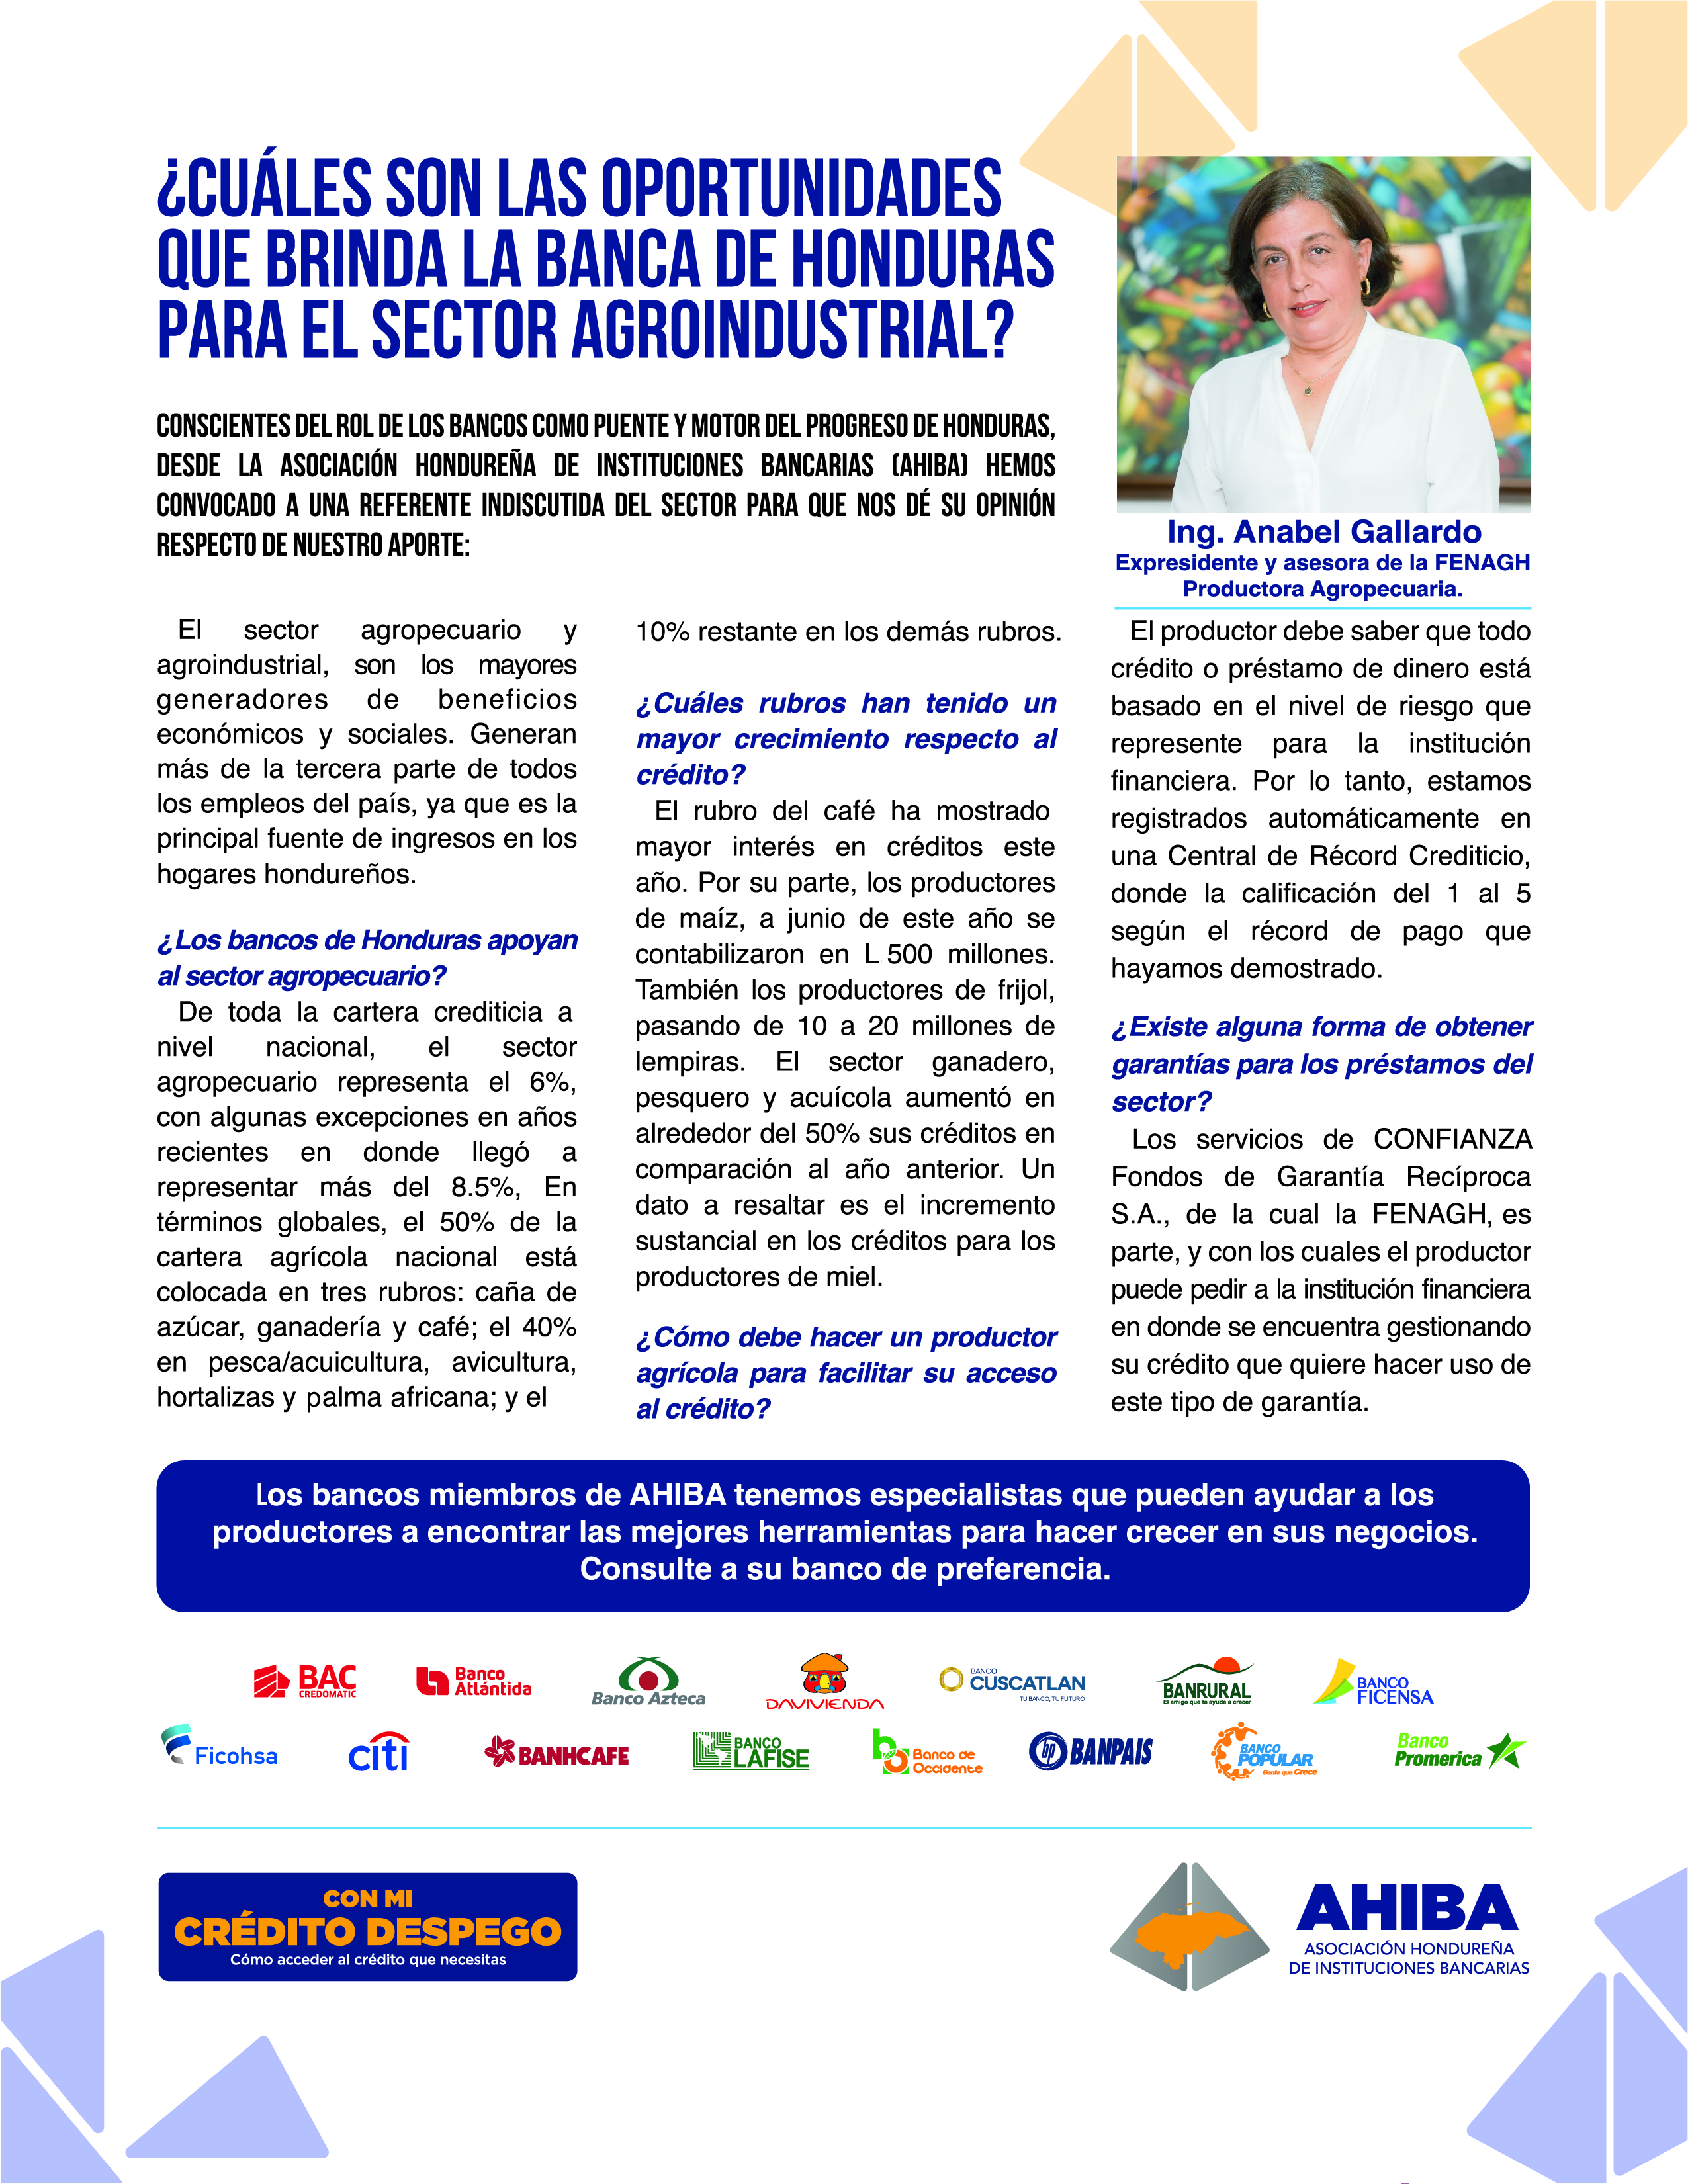 ¿CUÁLES SON LAS OPORTUNIDADES
QUE BRINDA LA BANCA DE HONDURAS
PARA EL SECTOR AGROINDUSTRIAL?
CONSCIENTES DEL ROL DE LOS BANCOS COMO PUENTE Y MOTOR DEL PROGRESO DE HONDURAS,
DESDE LA ASOCIACIÓN HONDUREÑA DE INSTITUCIONES BANCARIAS (AHIBA) HEMOS
CONVOCADO A UNA REFERENTE INDISCUTIDA DEL SECTOR PARA QUE NOS DÉ SU OPINIÓN
RESPECTO DE NUESTRO APORTE:
Ing. Anabel Gallardo
Expresidente y asesora de la FENAGH
Productora Agropecuaria.
El sector agropecuario y
agroindustrial, son los mayores
generadores de beneficios
económicos y sociales. Generan
más de la tercera parte de todos
los empleos del país, ya que es la
principal fuente de ingresos en los
hogares hondureños.
¿Los bancos de Honduras apoyan
al sector agropecuario?
De toda la cartera crediticia a
nivel nacional, el sector
agropecuario representa el 6%,
con algunas excepciones en años
recientes en donde llegó a
representar más del 8.5%, En
términos globales, el 50% de la
cartera agrícola nacional está
colocada en tres rubros: caña de
azúcar, ganadería y café; el 40%
en pesca/acuicultura, avicultura,
hortalizas y palma africana; y el
10% restante en los demás rubros.
¿Cuáles rubros han tenido un
mayor crecimiento respecto al
crédito?
El rubro del café ha mostrado
mayor interés en créditos este
año. Por su parte, los productores
de maíz, a junio de este año se
contabilizaron en L 500 millones.
También los productores de frijol,
pasando de 10 a 20 millones de
lempiras. El sector ganadero,
pesquero y acuícola aumentó en
alrededor del 50% sus créditos en
comparación al año anterior. Un
dato a resaltar es el incremento
sustancial en los créditos para los
productores de miel.
¿Cómo debe hacer un productor
agrícola para facilitar su acceso
al crédito?
El productor debe saber que todo
crédito o préstamo de dinero está
basado en el nivel de riesgo que
represente para la institución
financiera. Por lo tanto, estamos
registrados automáticamente en
una Central de Récord Crediticio,
donde la calificación del 1 al 5
según el récord de pago que
hayamos demostrado.
¿Existe alguna forma de obtener
garantías para los préstamos del
sector?
Los servicios de CONFIANZA
Fondos de Garantía Recíproca
S.A., de la cual la FENAGH, es
parte, y con los cuales el productor
puede pedir a la institución financiera
en donde se encuentra gestionando
su crédito que quiere hacer uso de
este tipo de garantía.
Los bancos miembros de AHIBA tenemos especialistas que pueden ayudar a los
productores a encontrar las mejores herramientas para hacer crecer en sus negocios.
Consulte a su banco de preferencia.
BAC
CREDOMATIC
Banco
Atlántida
Banco Azteca
DAVIVIENDA
BANCO
CUSCATLAN
TU BANCO, TU FUTURO
BANRURAL
El amigo que te ayuda a crecer
BANCO
FICENSA
Ficohsa
citi
BANHCAFE
BANCO
LAFISE
Banco de
Occidente
bp BANPAIS
BANCO
POPULAR
Gente que Crece
Banco
Promerica
CON MI
CRÉDITO DESPEGO
Cómo acceder al crédito que necesitas
AHIBA
ASOCIACIÓN HONDUREÑA
DE INSTITUCIONES BANCARIAS